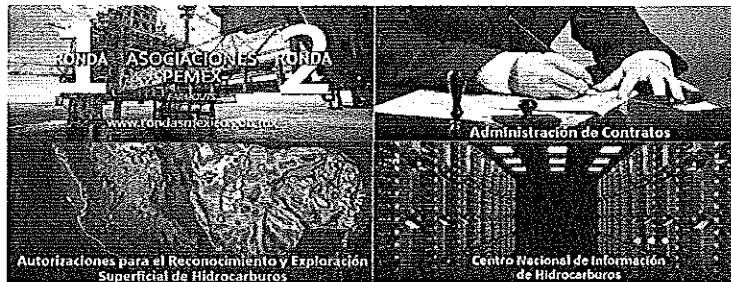 1 2
RONDA ASOCIACIONES RONDA
PEMEX
www.rondasmexico.gob.mx
Administración de Contratos
Autorizaciones para el Reconocimiento y Exploración
Superficial de Hidrocarburos
Centro Nacional de Información
de Hidrocarburos